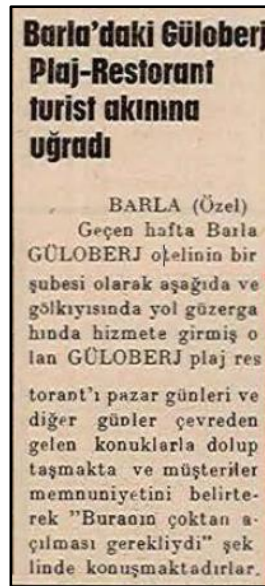 Barla'daki Güloberj
Plaj-Restorant
turist akınına
uğradı
BARLA (Özel)
Geçen hafta Barla
GÜLOBERJ otelinin bir
şubesi olarak aşağıda ve
gölkıyısında yol güzerga
hında hizmete girmiş o
lan GÜLOBERJ plaj res
torant'ı pazar günleri ve
diğer günler çevreden
gelen konuklarla dolup
taşmakta ve müşteriler
memnuniyetini belirte-
rek "Buranın çoktan a-
çılması gerekliydi" şek
linde konuşmaktadırlar.